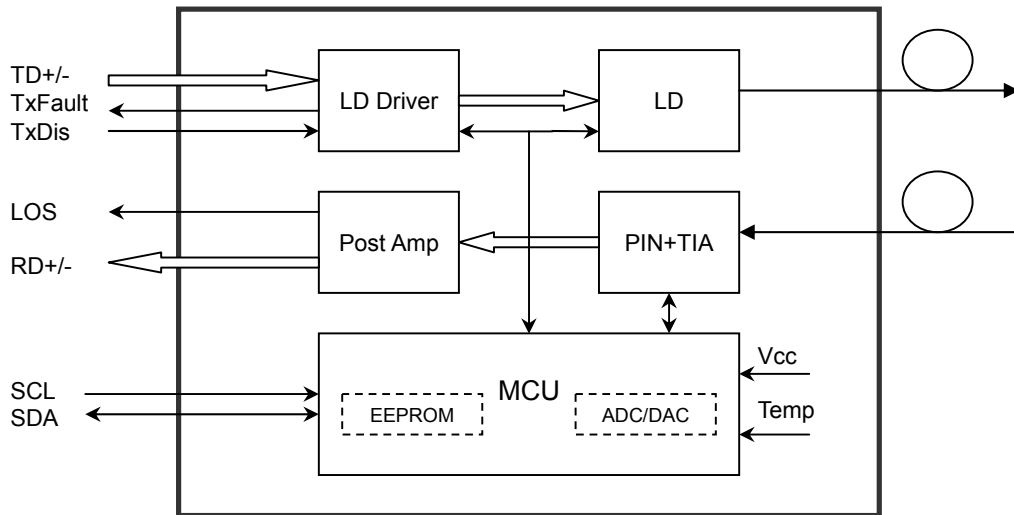 TD+/-
TxFault
TxDis
LD Driver
LD
LOS
RD+/-
Post Amp
PIN+TIA
SCL
SDA
MCU
EEPROM
ADC/DAC
Vcc
Temp